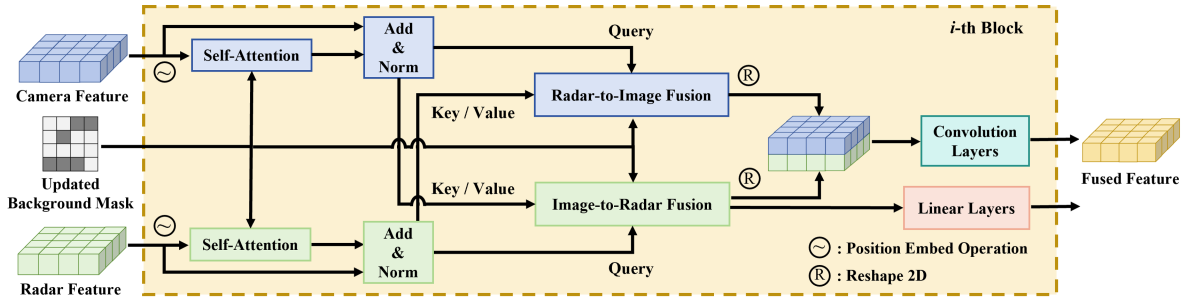 i-th Block
Query
Add
&
Norm
Self-Attention
~
Camera Feature
R
Radar-to-Image Fusion
Key / Value
Convolution
Layers
Updated
Background Mask
Fused Feature
R
Key / Value
Image-to-Radar Fusion
Linear Layers
~
Self-Attention
Add
&
Norm
Query
Radar Feature
~ : Position Embed Operation
R : Reshape 2D